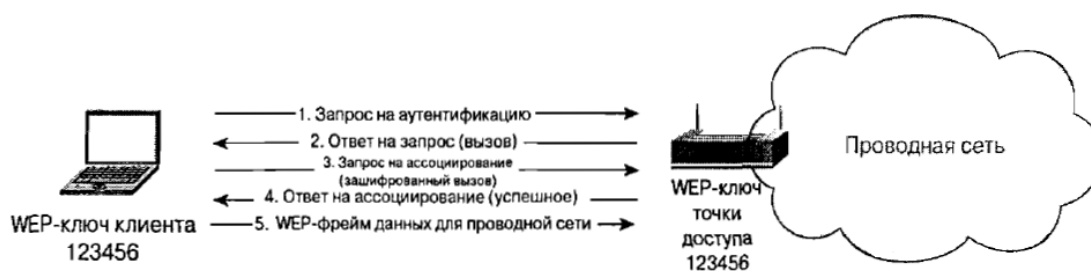 1. Запрос на аутентификацию
2. Ответ на запрос (вызов)
3. Запрос на ассоциирование
(зашифрованный вызов)
4. Ответ на ассоциирование (успешное)
5. WEP-фрейм данных для проводной сети
WEP-ключ клиента
123456
WEP-ключ
точки
доступа
123456
Проводная сеть